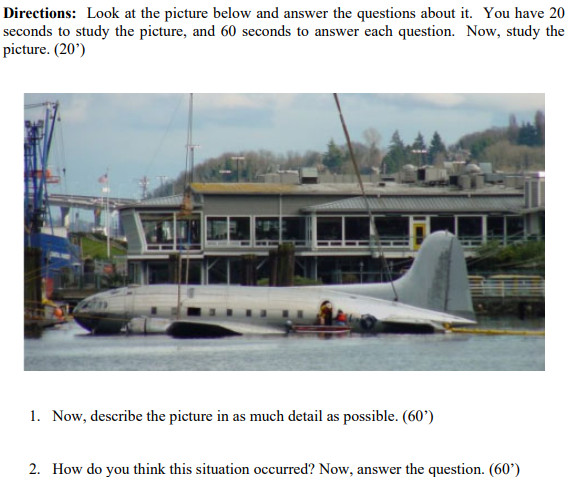 Directions: Look at the picture below and answer the questions about it. You have 20
seconds to study the picture, and 60 seconds to answer each question. Now, study the
picture. (20’)
1. Now, describe the picture in as much detail as possible. (60’)
2. How do you think this situation occurred? Now, answer the question. (60’)